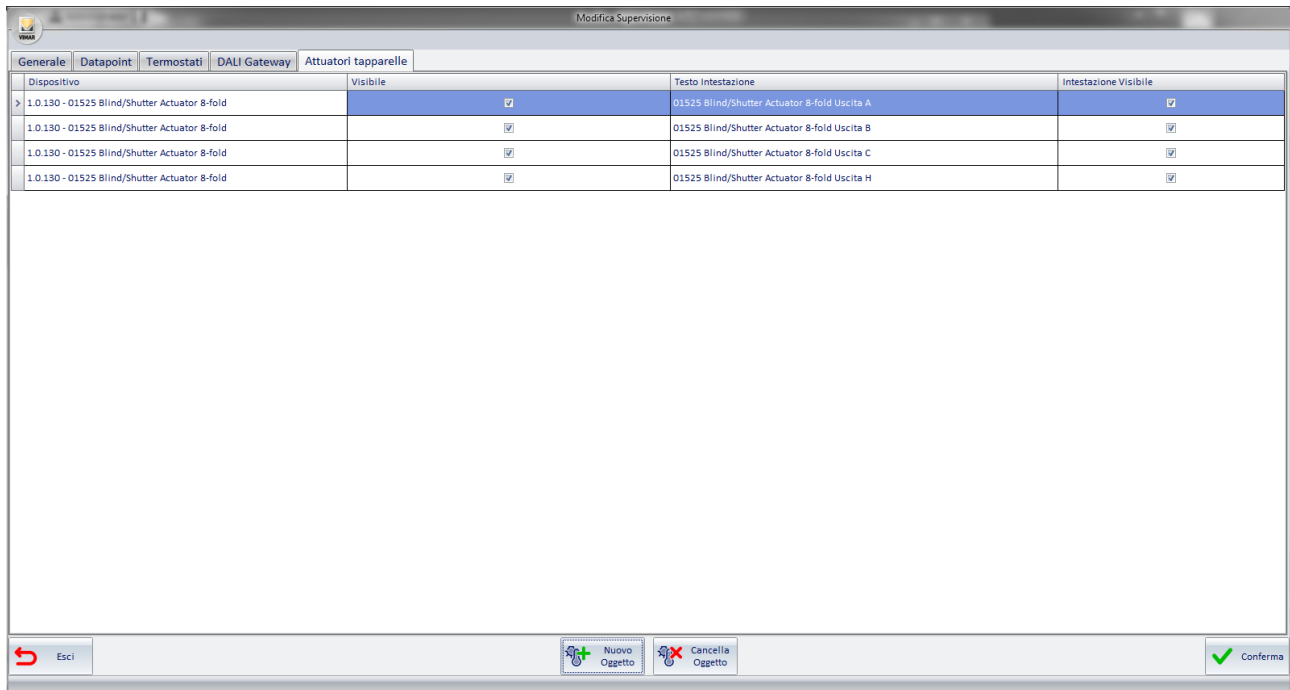 Modifica Supervisione
VIMAR
Generale Datapoint Termostati DALI Gateway Attuatori tapparelle
Dispositivo Visibile Testo Intestazione Intestazione Visibile
> 1.0.130 - 01525 Blind/Shutter Actuator 8-fold 01525 Blind/Shutter Actuator 8-fold Uscita A
1.0.130 - 01525 Blind/Shutter Actuator 8-fold 01525 Blind/Shutter Actuator 8-fold Uscita B
1.0.130 - 01525 Blind/Shutter Actuator 8-fold 01525 Blind/Shutter Actuator 8-fold Uscita C
1.0.130 - 01525 Blind/Shutter Actuator 8-fold 01525 Blind/Shutter Actuator 8-fold Uscita H
Esci
Nuovo
Oggetto
Cancella
Oggetto
Conferma